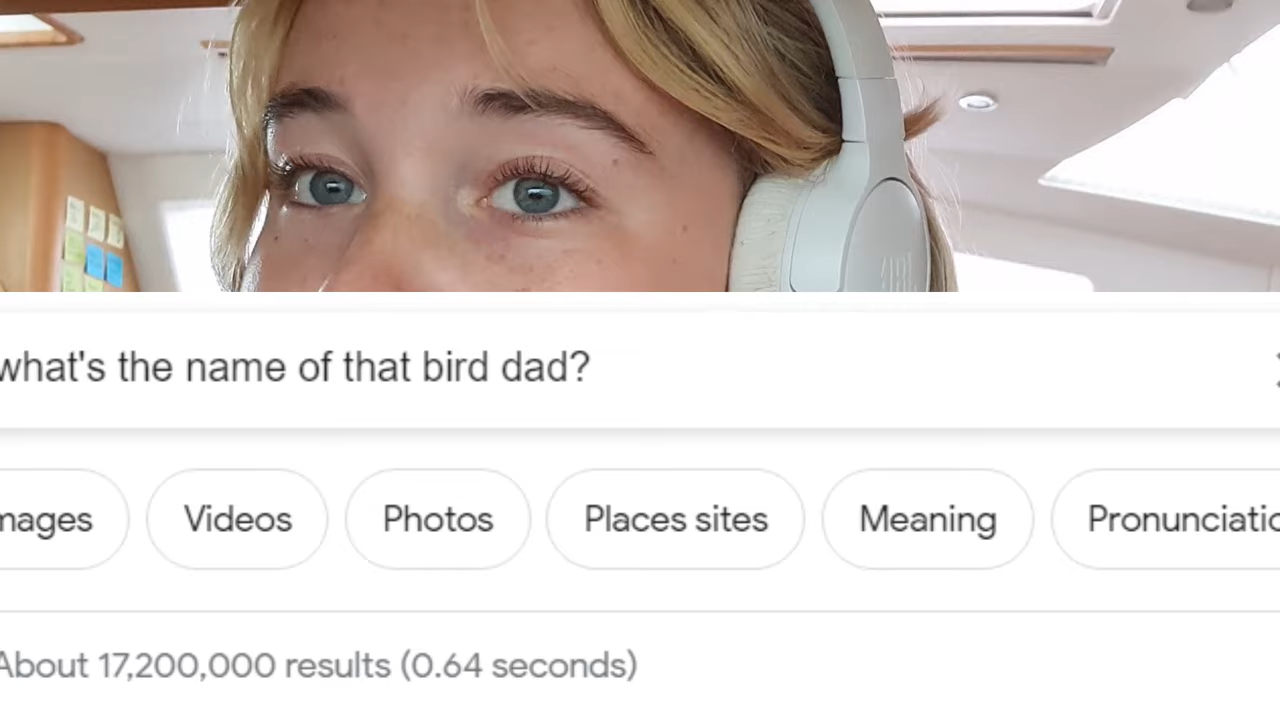 JBL
what's the name of that bird dad?
mages
Videos
Photos
Places sites
Meaning
Pronunciatio
About 17,200,000 results (0.64 seconds)